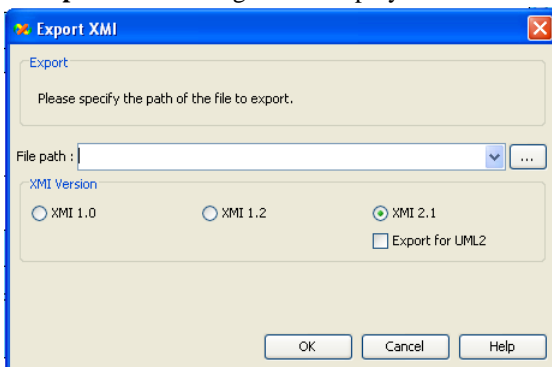 Export XMI
Export
Please specify the path of the file to export.
File path :
...
XMI Version
XMI 1.0 XMI 1.2 XMI 2.1
Export for UML2
OK Cancel Help